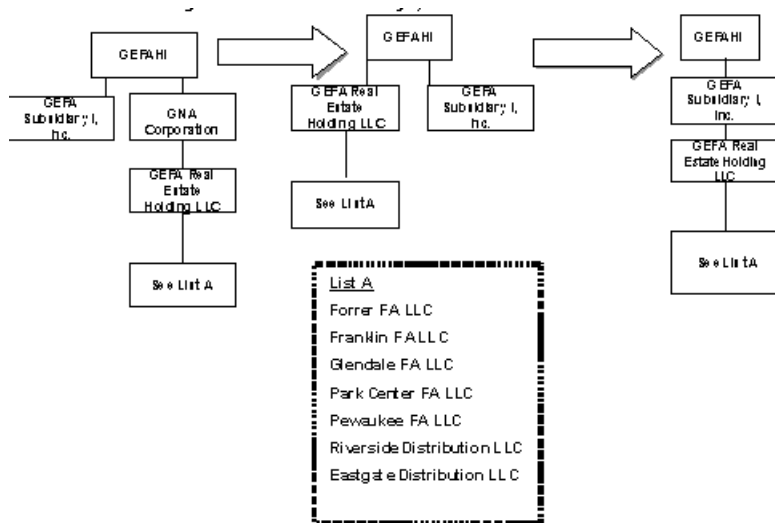 GEFAHI
GEFA
Subsidiary I,
Inc.
GNA
Corporation
GEFA Real
Estate
Holding LLC
See List A
GEFAHI
GEFA Real
Estate
Holding LLC
GEFA
Subsidiary I,
Inc.
See List A
GEFAHI
GEFA
Subsidiary I,
Inc.
GEFA Real
Estate Holding
LLC
See List A
List A
Forrer FA LLC
Franklin FA LLC
Glendale FA LLC
Park Center FA LLC
Pewaukee FA LLC
Riverside Distribution LLC
Eastgate Distribution LLC